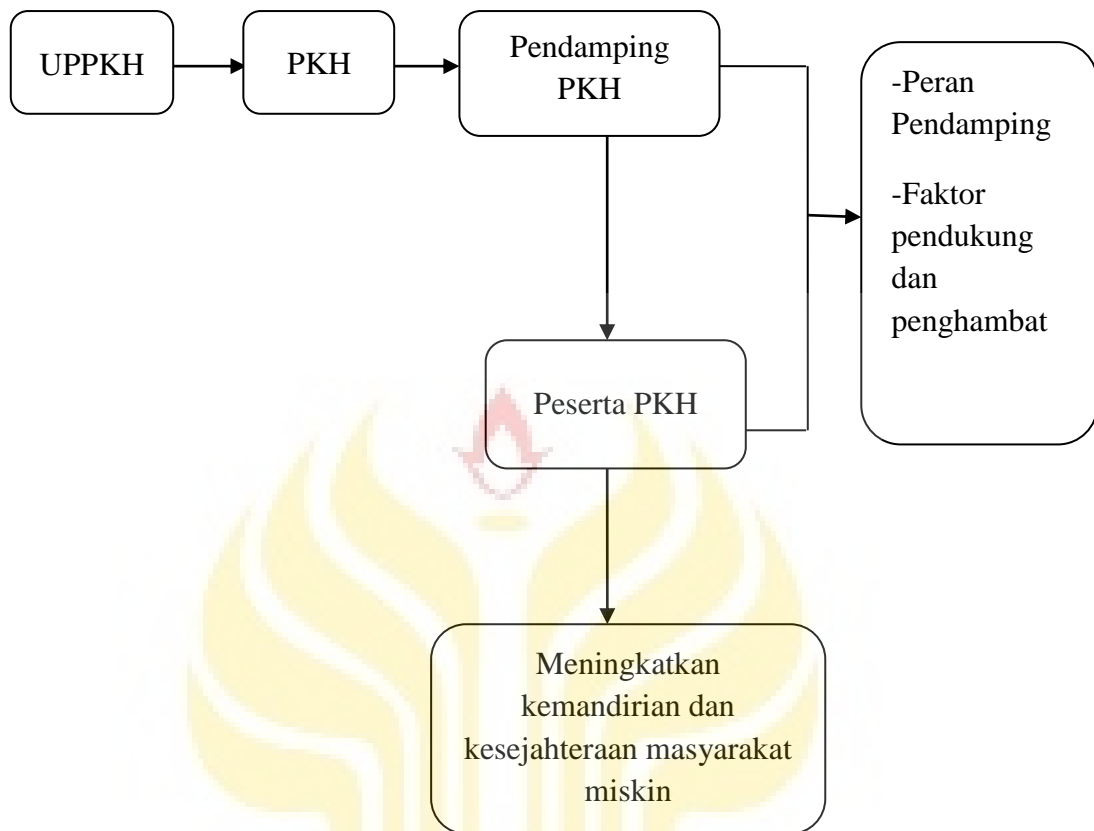 UPPKH
PKH
Pendamping
PKH
-Peran
Pendamping
-Faktor
pendukung
dan
penghambat
Peserta PKH
Meningkatkan
kemandirian dan
kesejahteraan masyarakat
miskin